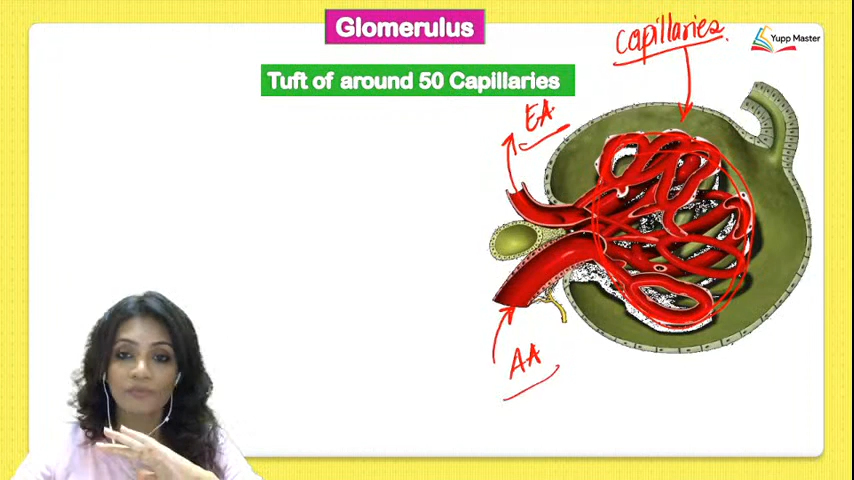 Glomerulus
capillaries
Yupp Master
Tuft of around 50 Capillaries
EA
AA